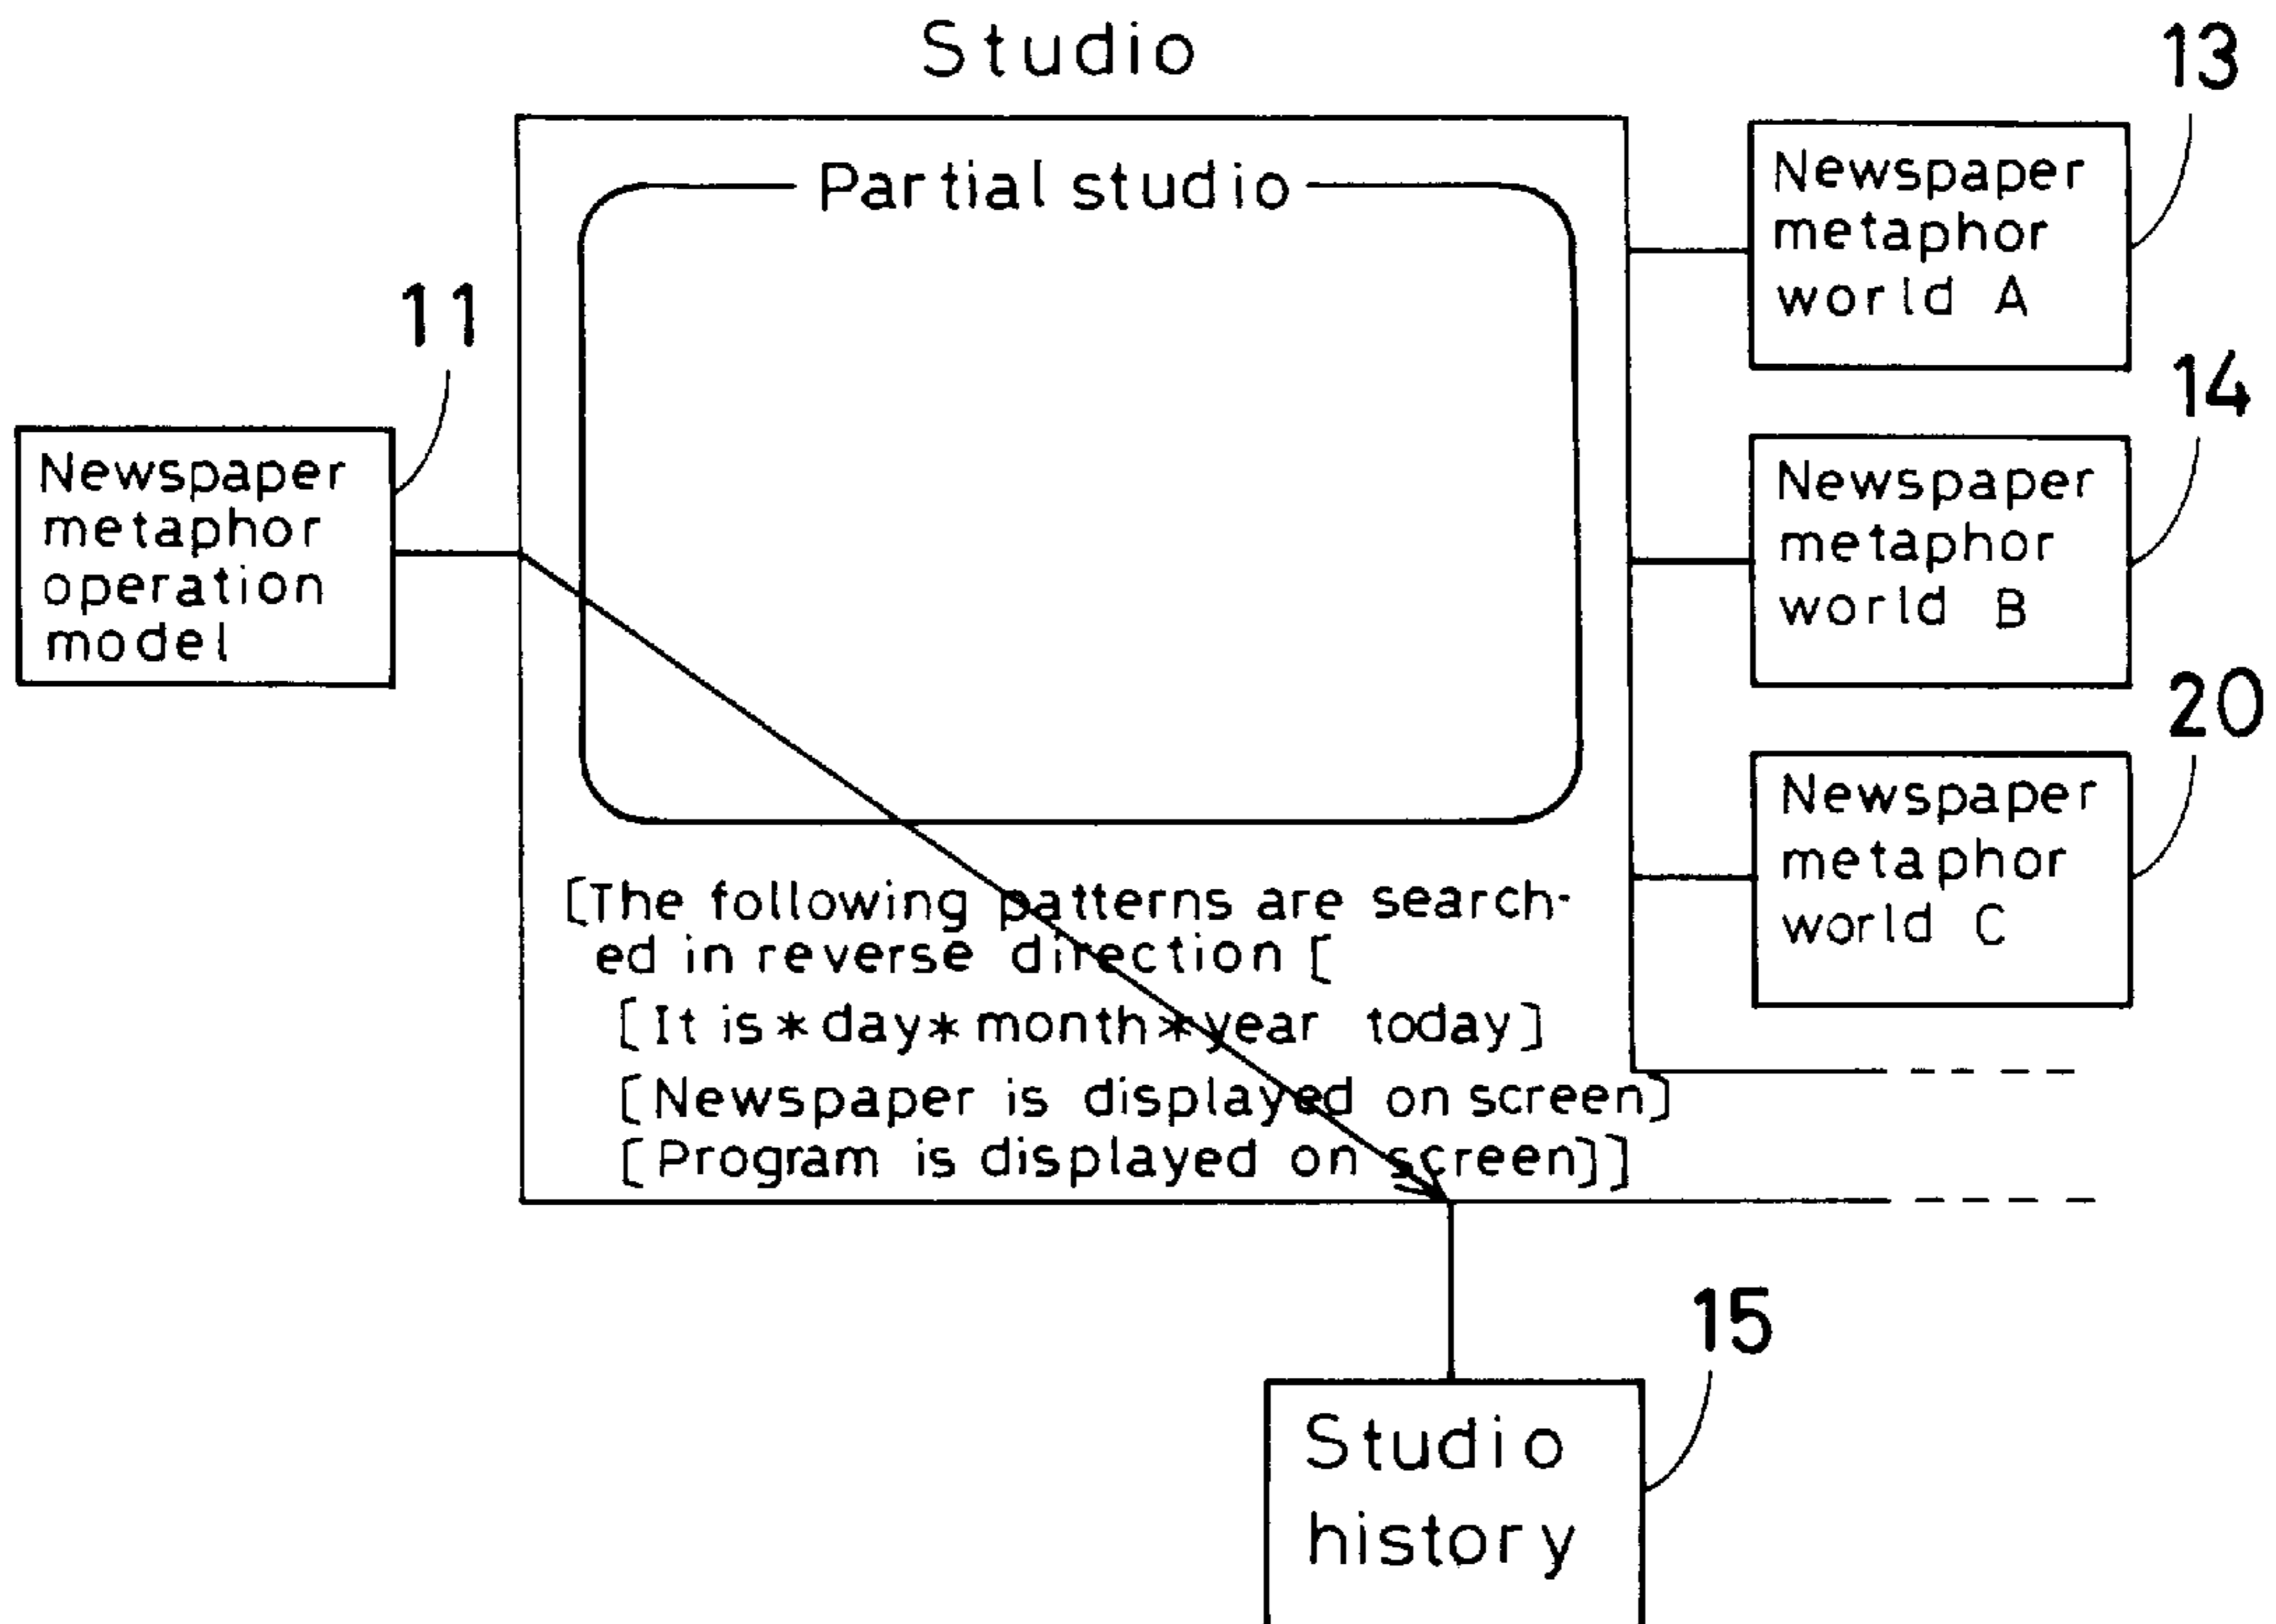 Studio
13
Partial studio
Newspaper
metaphor
world A
11
14
Newspaper
metaphor
operation
model
Newspaper
metaphor
world B
20
Newspaper
metaphor
world C
[The following patterns are search-
ed in reverse direction [
[It is * day * month * year today]
[Newspaper is displayed on screen]
[Program is displayed on screen]]
15
Studio
history